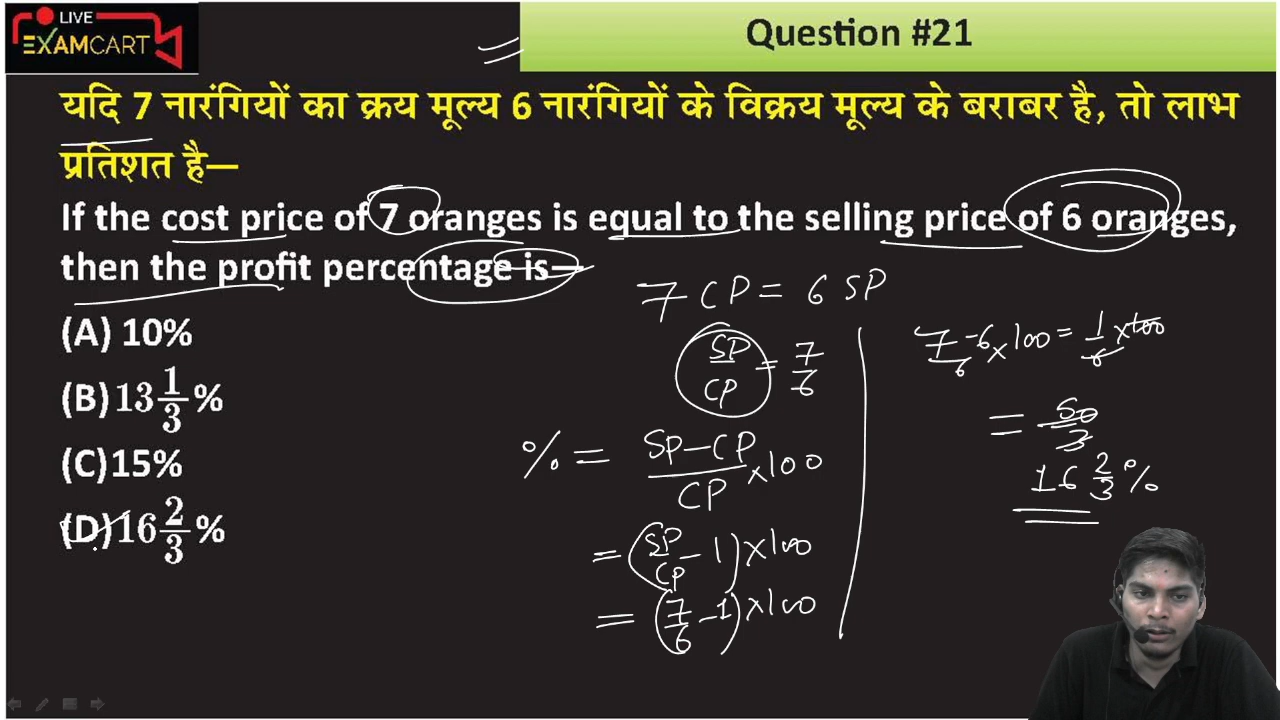 LIVE
EXAMCART
Question #21
यदि 7 नारंगियों का क्रय मूल्य 6 नारंगियों के विक्रय मूल्य के बराबर है, तो लाभ
प्रतिशत है—
If the cost price of 7 oranges is equal to the selling price of 6 oranges,
then the profit percentage is—
(A) 10%
(B) 13 1/3 %
(C) 15%
(D) 16 2/3 %
7 CP = 6 SP
SP/CP = 7/6
% = SP-CP/CP ×100
= (SP/CP - 1) ×100
= (7/6 - 1) ×100
7-6/6 ×100 = 1/6 ×100
= 50/3
16 2/3 %